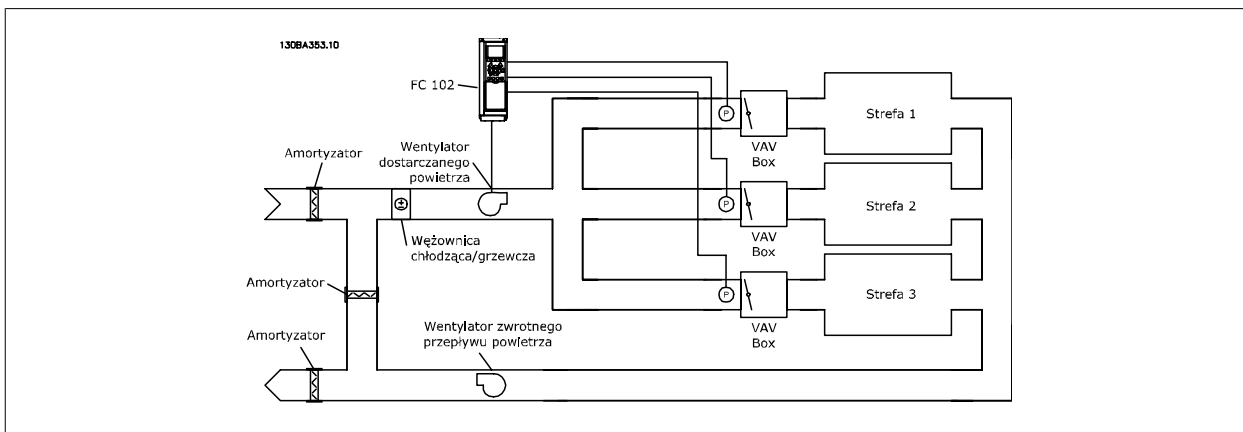 130BA353.10
FC 102
Amortyzator
Wentylator
dostarczanego
powietrza
P
VAV
Box
Strefa 1
P
VAV
Box
Strefa 2
Wężownica
chłodząca/grzewcza
Amortyzator
P
VAV
Box
Strefa 3
Amortyzator
Wentylator zwrotnego
przepływu powietrza